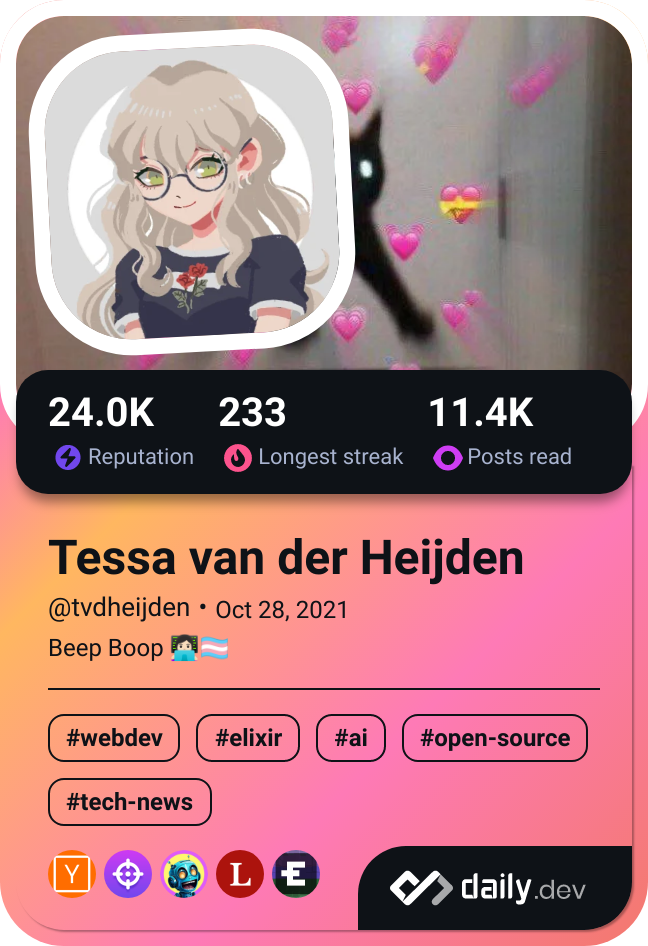 24.0K 233 11.4K
Reputation Longest streak Posts read
Tessa van der Heijden
@tvdheijden • Oct 28, 2021
Beep Boop 👩🏻‍💻🏳️‍⚧️
#webdev #elixir #ai #open-source
#tech-news
Y L E daily.dev